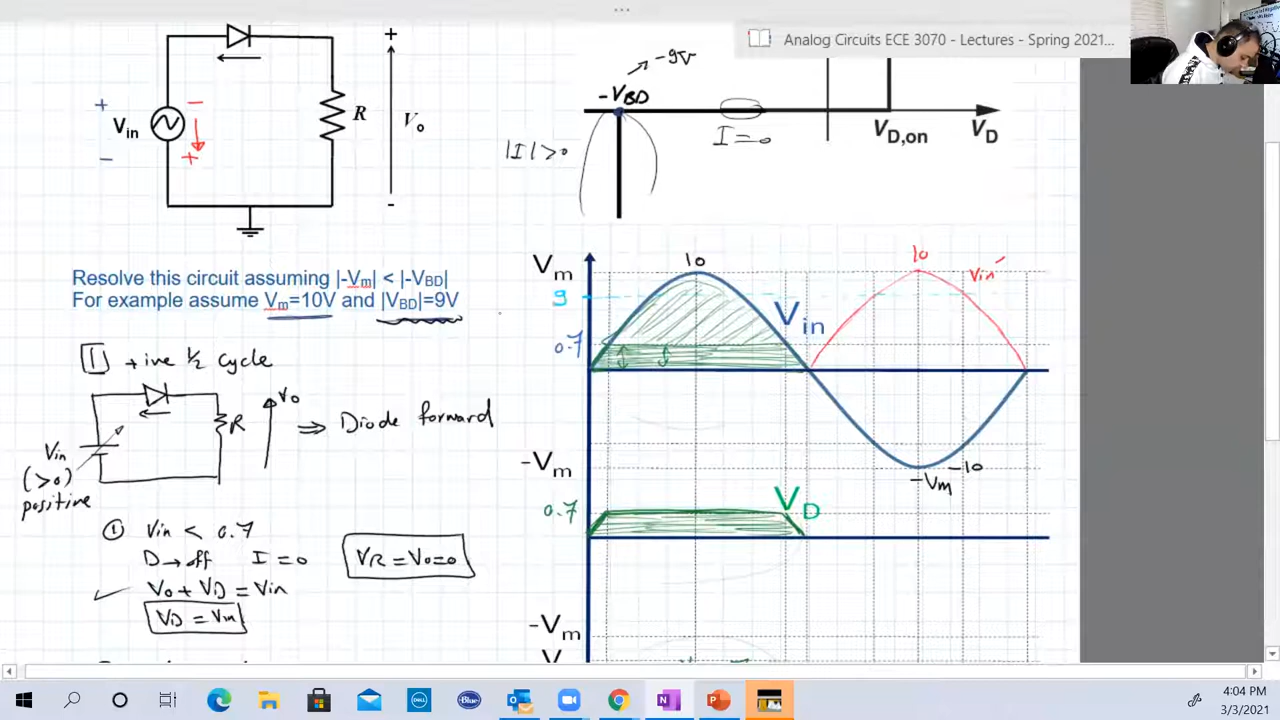 Analog Circuits ECE 3070 - Lectures - Spring 2021...
+
R
Vin
+
-
-
+
Vo
-
-9V
-VBD
|I| > 0
I = 0
VD,on
VD
Resolve this circuit assuming |-Vm| < |-VBD|
For example assume Vm=10V and |VBD|=9V
1 +ive ½ cycle
Vo
R
⇒ Diode forward
Vin
(>0)
positive
① Vin < 0.7
D → off I = 0
VR = Vo = 0
Vo + VD = Vin
VD = Vin
Vm
10
10
Vin'
9
Vin
0.7
-Vm
-10
-Vm
0.7
VD
-Vm
4:04 PM
3/3/2021
DELL
Blue